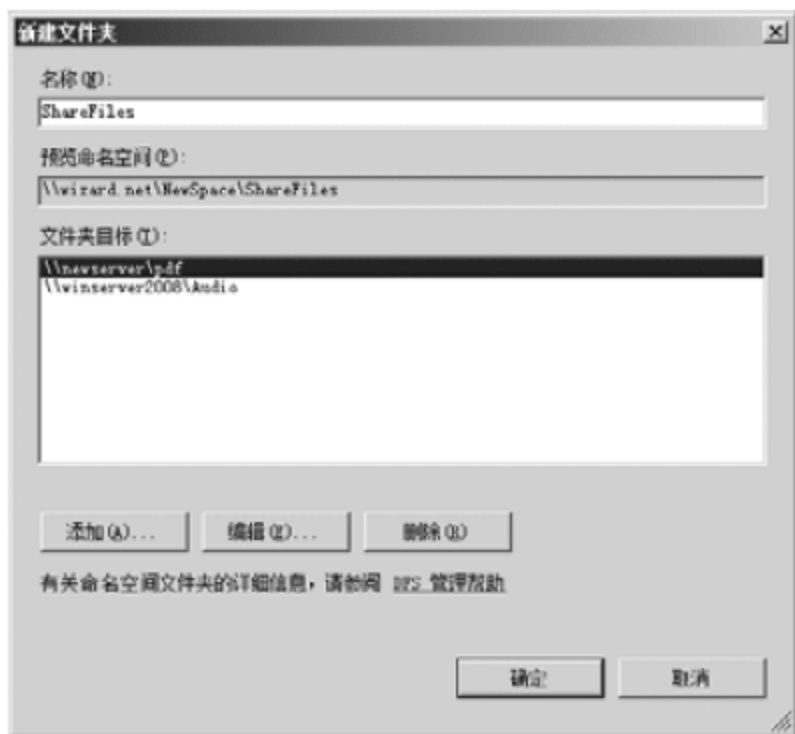 新建文件夹
名称(N):
ShareFiles
预览命名空间(P):
\\wizard.net\NewSpace\ShareFiles
文件夹目标(T):
\\newserver\pdf
\\winserver2008\Audio
添加(A)...
编辑(E)...
删除(R)
有关命名空间文件夹的详细信息，请参阅 DFS 管理帮助
确定
取消